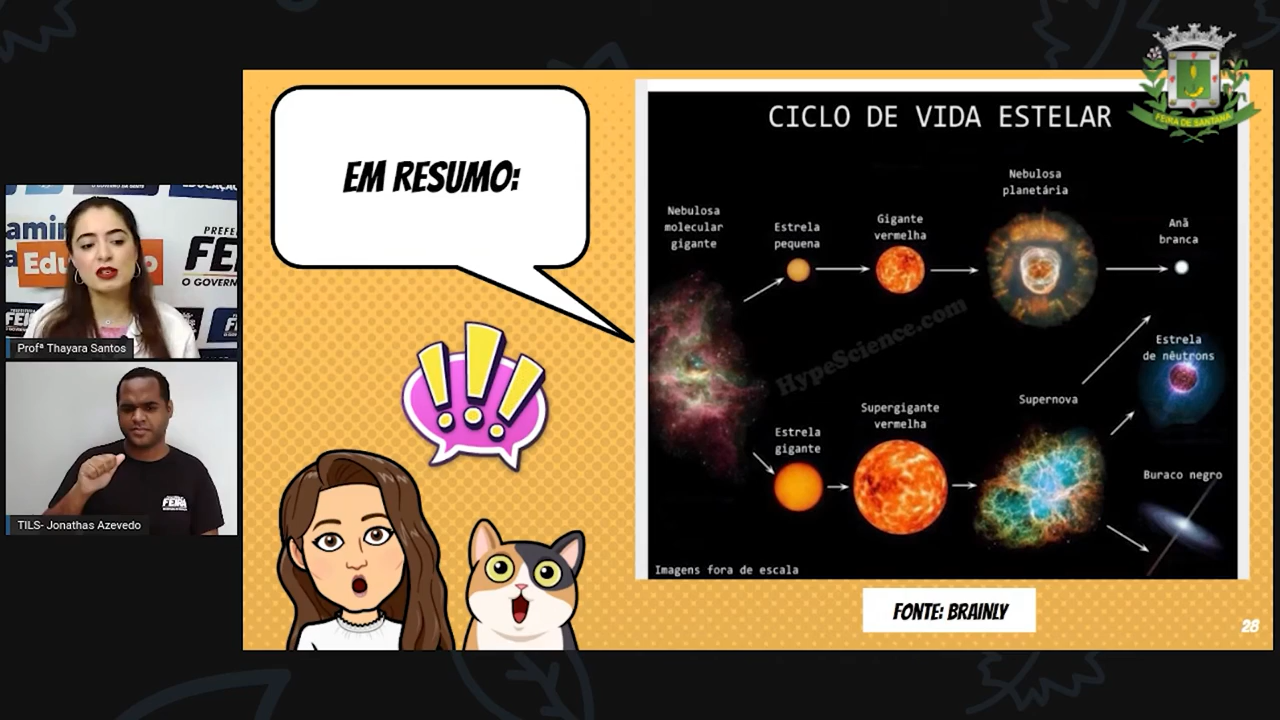 FEIRA DE SANTANA
EM RESUMO:
CICLO DE VIDA ESTELAR
Nebulosa
molecular
gigante
Estrela
pequena
Gigante
vermelha
Nebulosa
planetária
Anã
branca
Estrela
de nêutrons
Supernova
Supergigante
vermelha
Estrela
gigante
Buraco negro
HypeScience.com
Imagens fora de escala
FONTE: BRAINLY
28
EDUCAÇÃO
PREFE
FEI
O GOVERNO
Profª Thayara Santos
FEIRA
TILS- Jonathas Azevedo